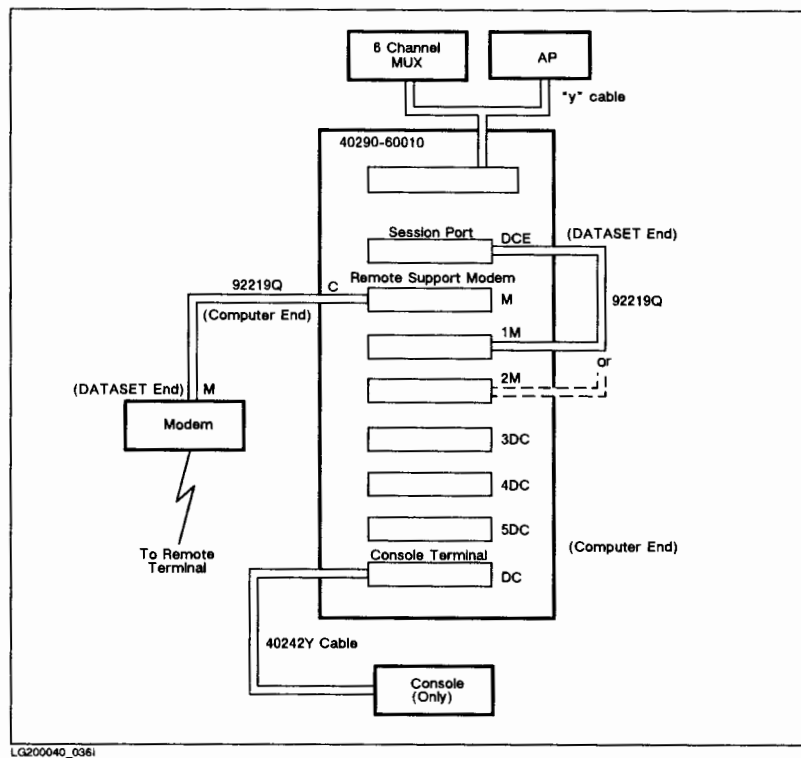 6 Channel
MUX
AP
"y" cable
40290-60010
Session Port
DCE
(DATASET End)
92219Q
C
Remote Support Modem
M
92219Q
(Computer End)
1M
or
(DATASET End)
M
2M
Modem
3DC
4DC
5DC
To Remote
Terminal
(Computer End)
Console Terminal
DC
40242Y Cable
Console
(Only)
LG200040_036i